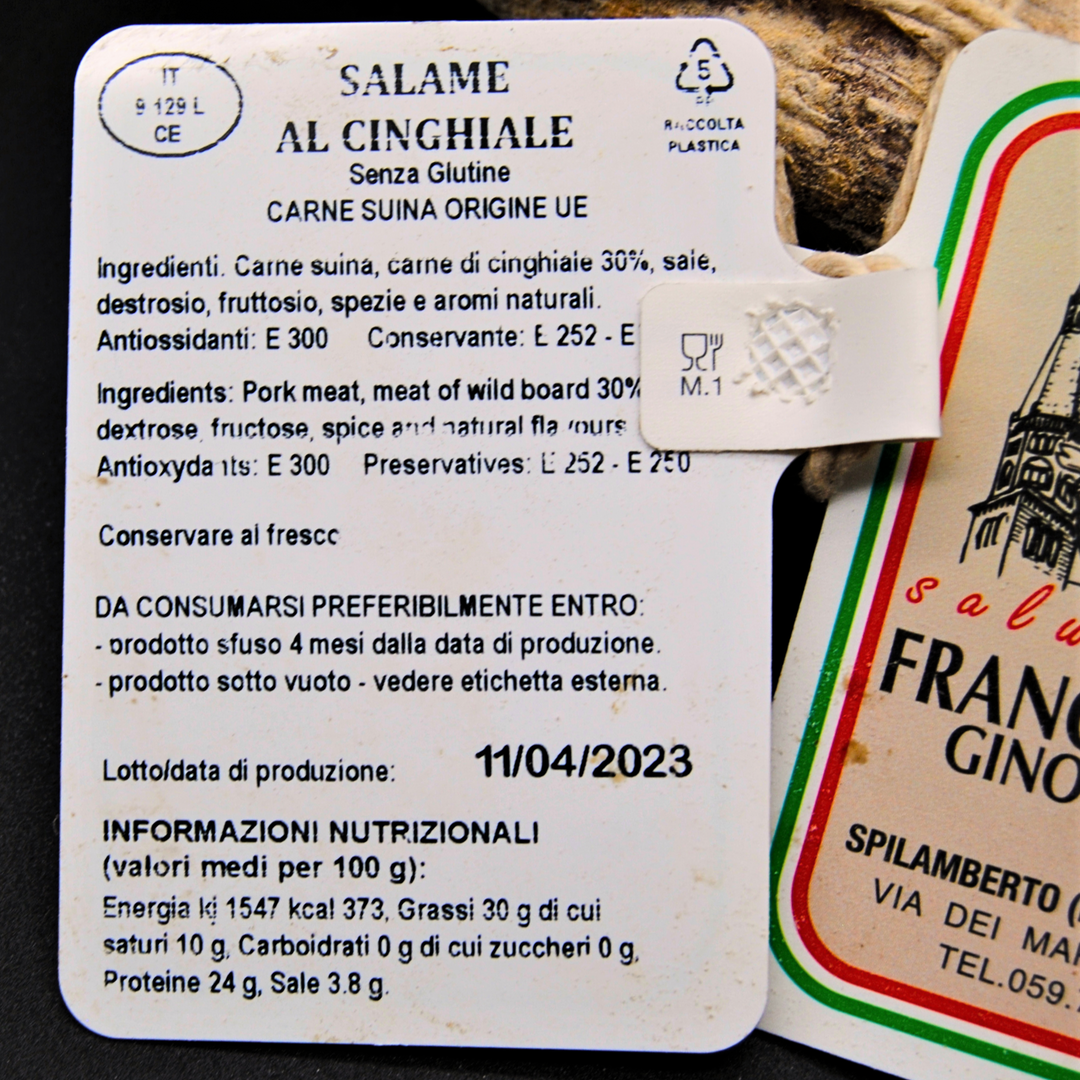 IT
9 129 L
CE
SALAME
AL CINGHIALE
Senza Glutine
CARNE SUINA ORIGINE UE
5
PP
RACCOLTA
PLASTICA
Ingredienti. Carne suina, carne di cinghiale 30%, sale,
destrosio, fruttosio, spezie e aromi naturali.
Antiossidanti: E 300 Conservante: E 252 - E
Ingredients: Pork meat, meat of wild board 30%
dextrose, fructose, spice and natural flavours
Antioxydants: E 300 Preservatives: E 252 - E 250
M.1
Conservare al fresco
DA CONSUMARSI PREFERIBILMENTE ENTRO:
- prodotto sfuso 4 mesi dalla data di produzione.
- prodotto sotto vuoto - vedere etichetta esterna.
Lotto/data di produzione: 11/04/2023
INFORMAZIONI NUTRIZIONALI
(valori medi per 100 g):
Energia kj 1547 kcal 373, Grassi 30 g di cui
saturi 10 g, Carboidrati 0 g di cui zuccheri 0 g,
Proteine 24 g, Sale 3.8 g.
salu
FRANC
GINO
SPILAMBERTO (
VIA DEI MA
TEL.059.